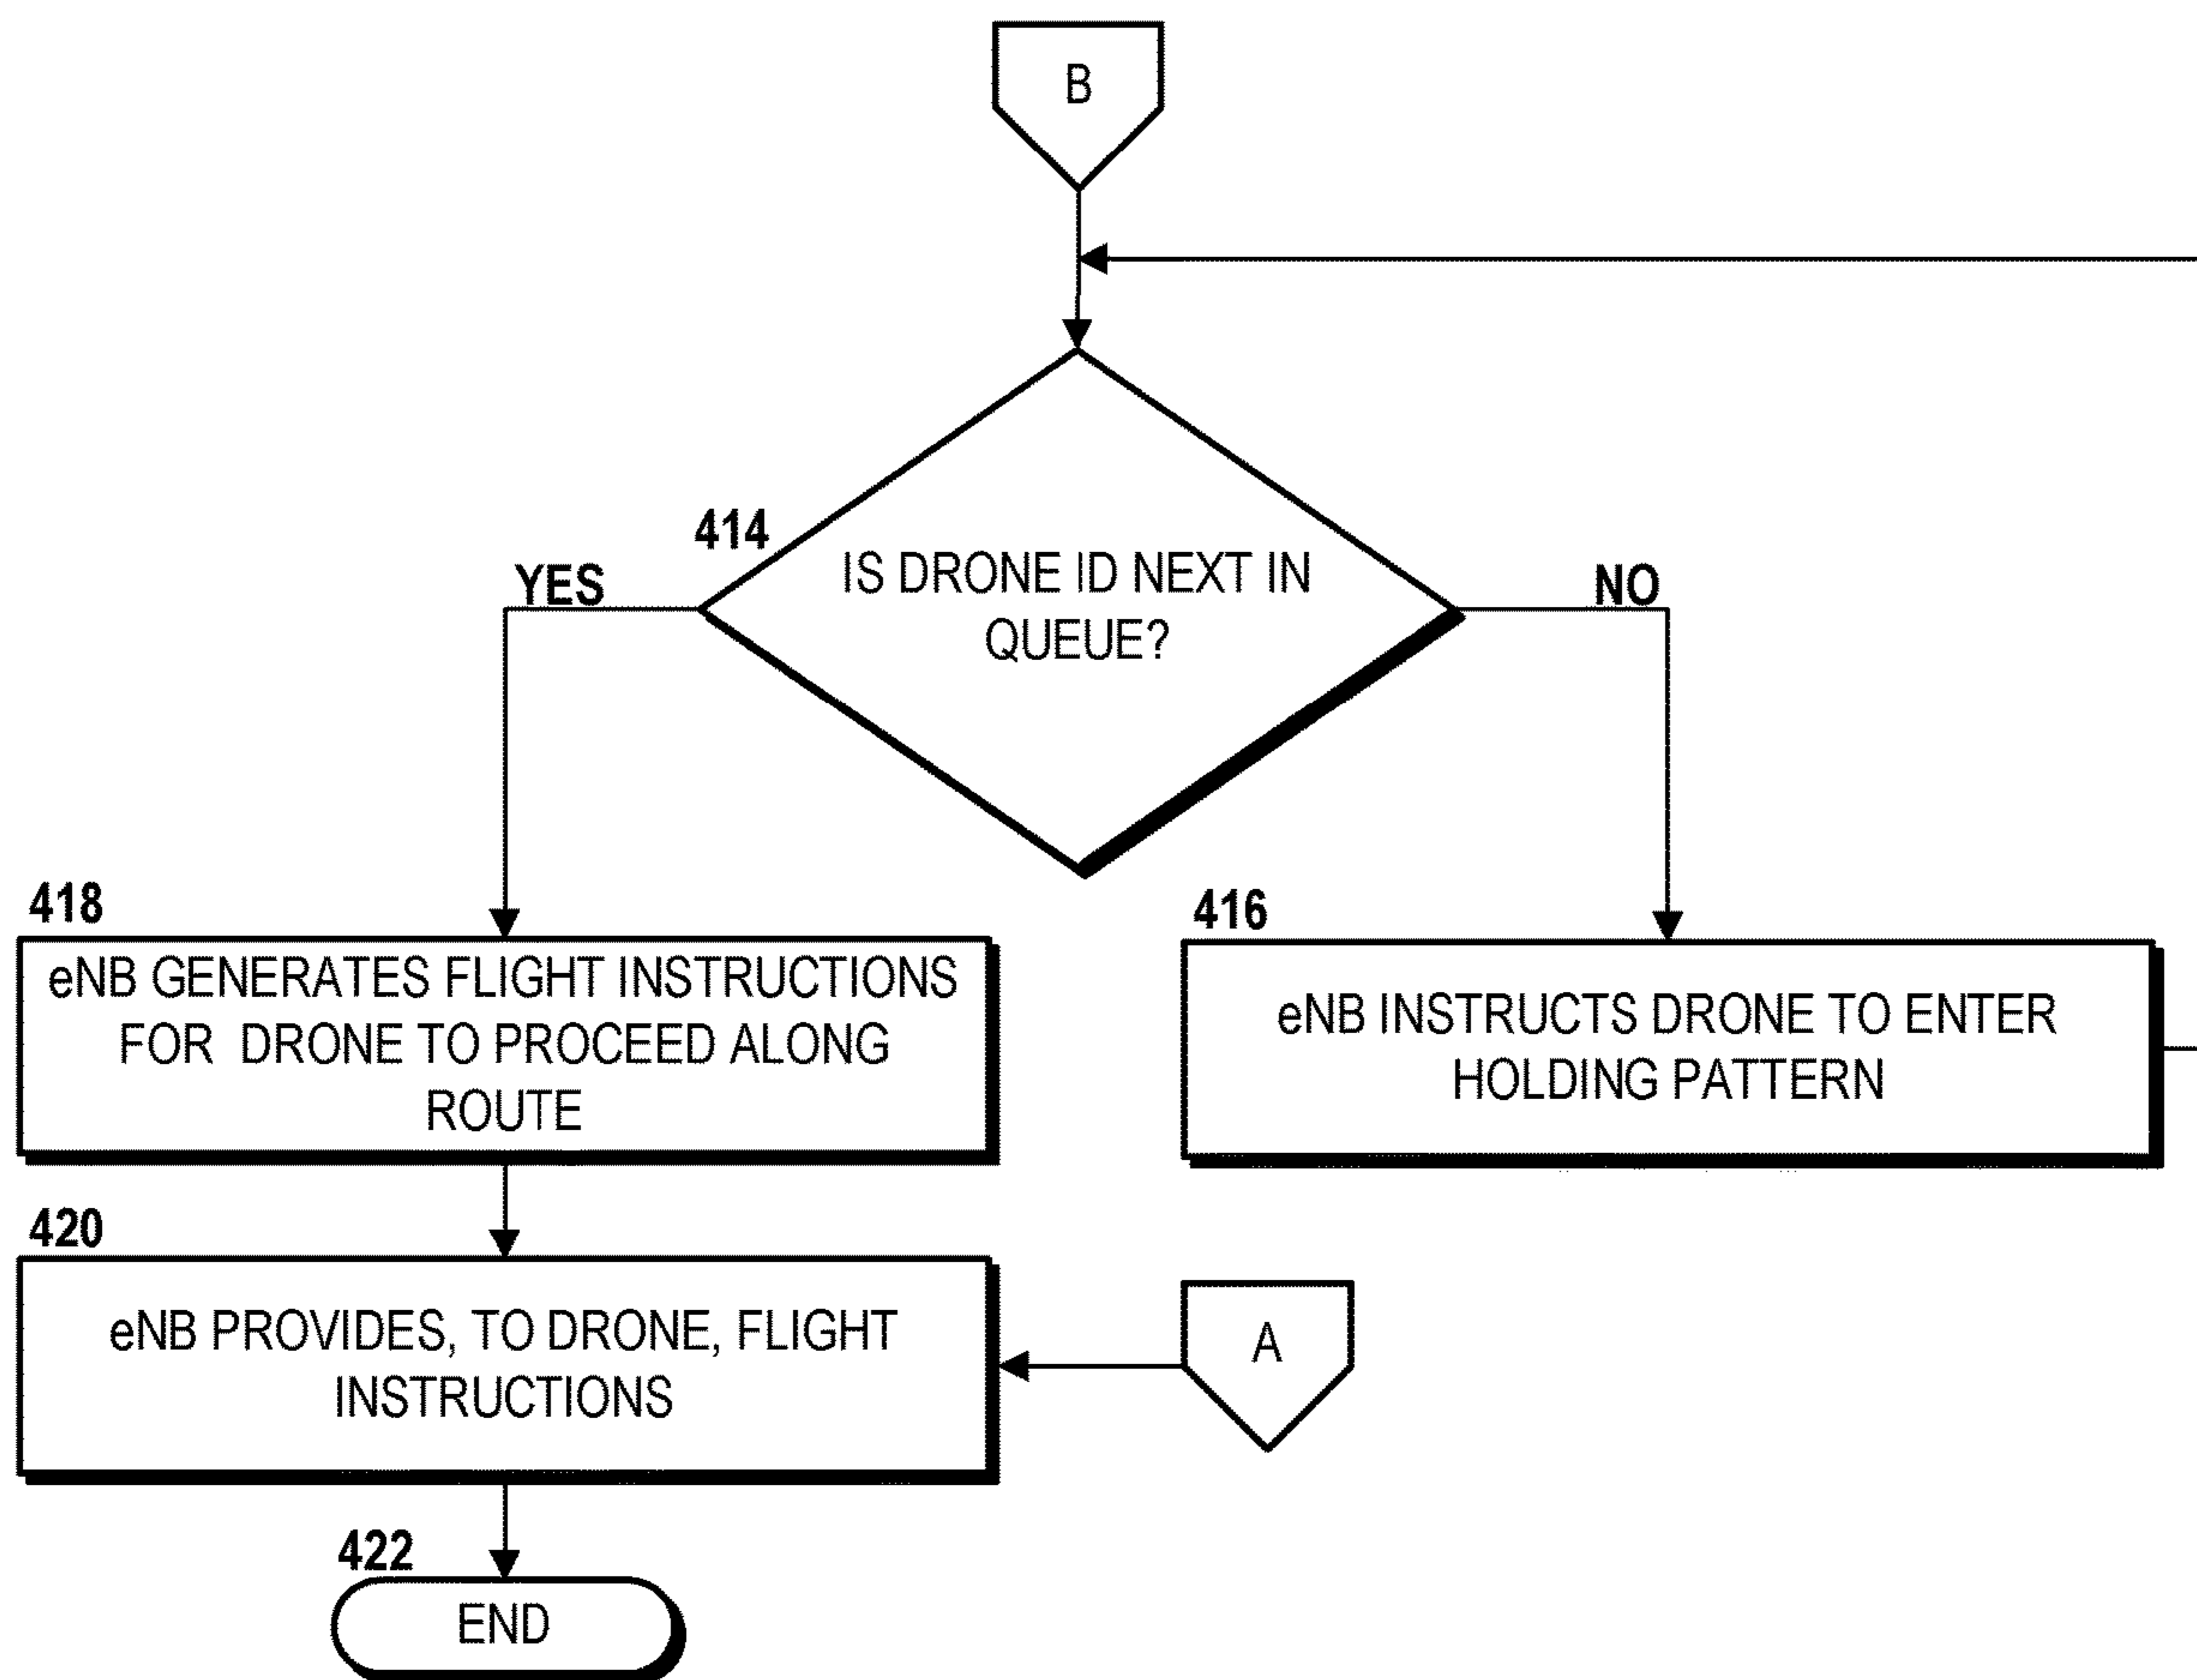 B
414
IS DRONE ID NEXT IN
QUEUE?
YES
NO
418
eNB GENERATES FLIGHT INSTRUCTIONS
FOR DRONE TO PROCEED ALONG
ROUTE
416
eNB INSTRUCTS DRONE TO ENTER
HOLDING PATTERN
420
eNB PROVIDES, TO DRONE, FLIGHT
INSTRUCTIONS
A
422
END